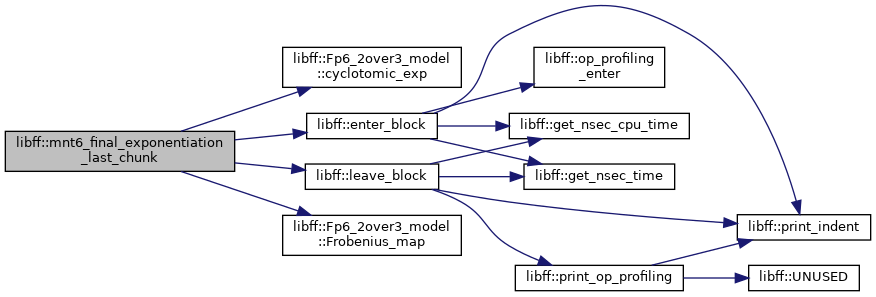 libff::mnt6_final_exponentiation
_last_chunk
libff::Fp6_2over3_model
::cyclotomic_exp
libff::enter_block
libff::leave_block
libff::Fp6_2over3_model
::Frobenius_map
libff::op_profiling
_enter
libff::get_nsec_cpu_time
libff::get_nsec_time
libff::print_op_profiling
libff::print_indent
libff::UNUSED